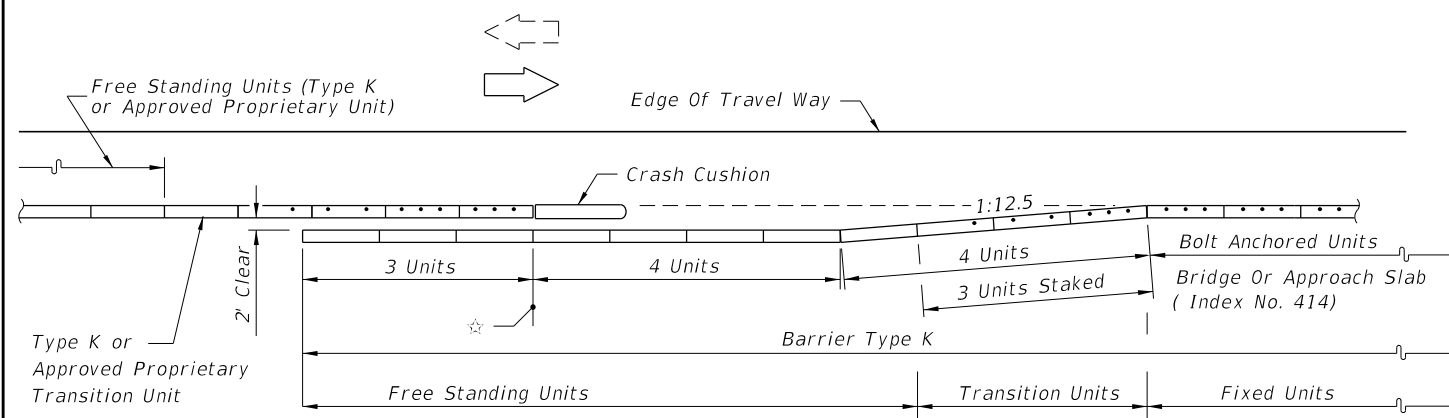 Free Standing Units (Type K
or Approved Proprietary Unit)
Edge Of Travel Way
Crash Cushion
1:12.5
2' Clear
3 Units
4 Units
4 Units
3 Units Staked
Bolt Anchored Units
Bridge Or Approach Slab
( Index No. 414)
Type K or
Approved Proprietary
Transition Unit
Barrier Type K
Free Standing Units
Transition Units
Fixed Units